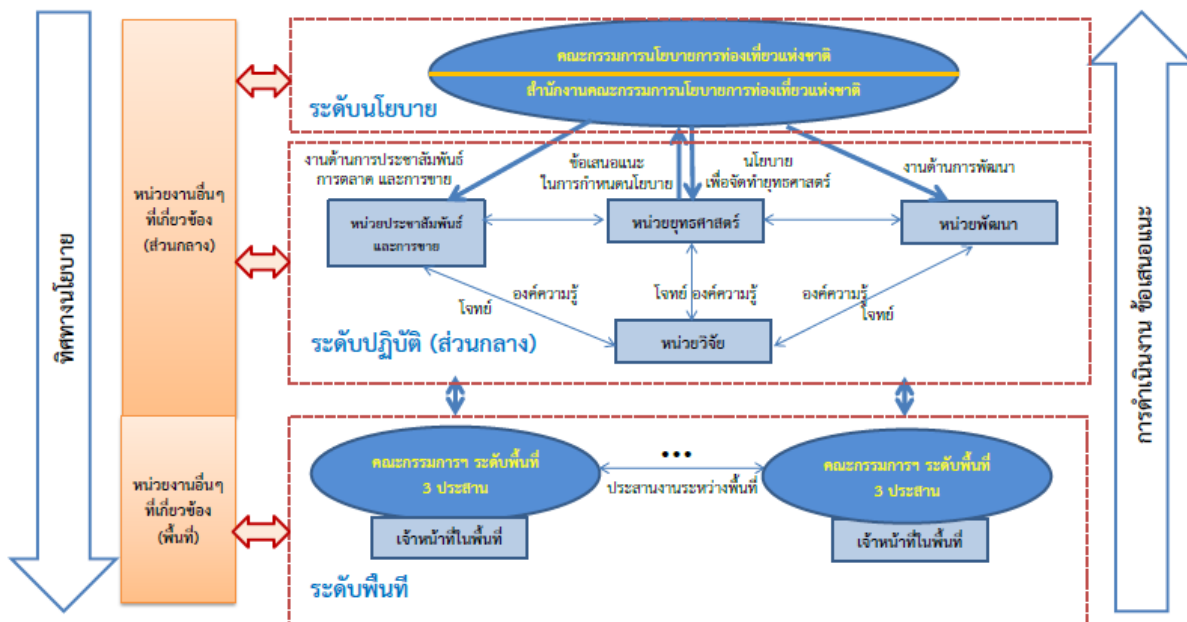 ทิศทางนโยบาย
หน่วยงานอื่นๆ
ที่เกี่ยวข้อง
(ส่วนกลาง)
หน่วยงานอื่นๆ
ที่เกี่ยวข้อง
(พื้นที่)
คณะกรรมการนโยบายการท่องเที่ยวแห่งชาติ
สำนักงานคณะกรรมการนโยบายการท่องเที่ยวแห่งชาติ
ระดับนโยบาย
งานด้านการประชาสัมพันธ์
การตลาด และการขาย
ข้อเสนอแนะ
ในการกำหนดนโยบาย
นโยบาย
เพื่อจัดทำยุทธศาสตร์
งานด้านการพัฒนา
หน่วยประชาสัมพันธ์
และการขาย
หน่วยยุทธศาสตร์
หน่วยพัฒนา
โจทย์
องค์ความรู้
โจทย์ องค์ความรู้
องค์ความรู้
โจทย์
หน่วยวิจัย
ระดับปฏิบัติ (ส่วนกลาง)
คณะกรรมการฯ ระดับพื้นที่
3 ประสาน
เจ้าหน้าที่ในพื้นที่
...
ประสานงานระหว่างพื้นที่
คณะกรรมการฯ ระดับพื้นที่
3 ประสาน
เจ้าหน้าที่ในพื้นที่
ระดับพื้นที่
การดำเนินงาน ข้อเสนอแนะ